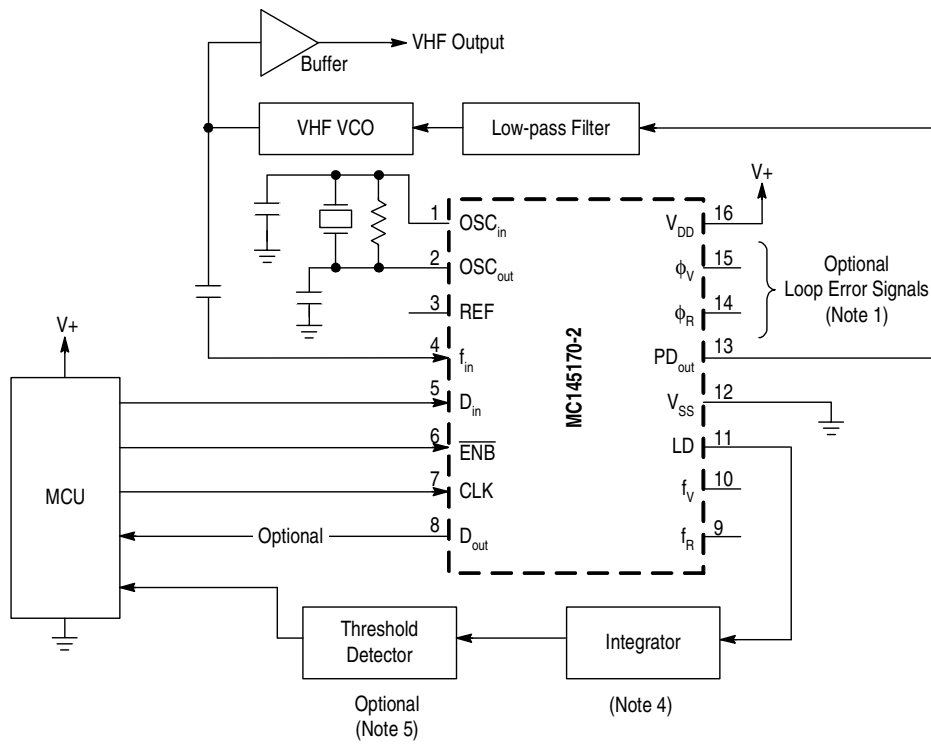 VHF Output
Buffer
VHF VCO
Low-pass Filter
V+
1
OSCin
2
OSCout
3
REF
4
fin
5
Din
6
ENB
7
CLK
8
Dout
MC145170-2
16
VDD
15
ϕV
14
ϕR
13
PDout
12
VSS
11
LD
10
fV
9
fR
Optional
Loop Error Signals
(Note 1)
V+
MCU
Optional
Threshold
Detector
Optional
(Note 5)
Integrator
(Note 4)